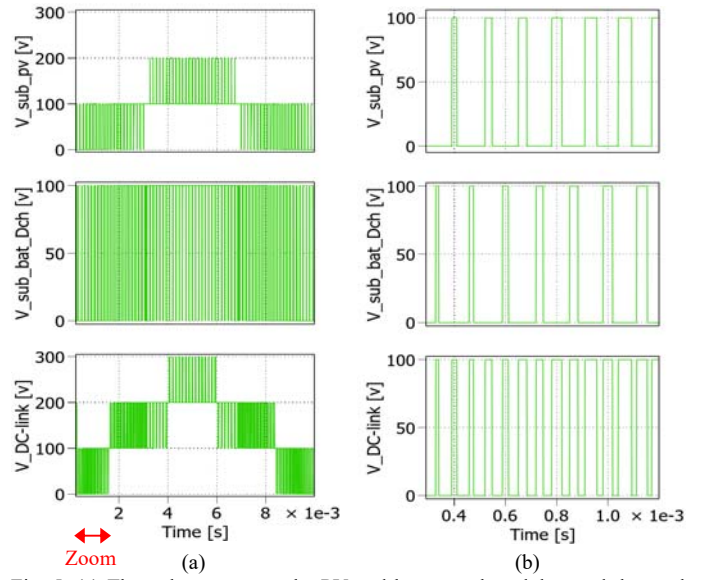 300
200
100
0
V_sub_pv [v]
100
50
0
V_sub_pv [v]
100
50
0
V_sub_bat_Dch [v]
100
50
0
V_sub_bat_Dch [v]
300
200
100
0
V_DC-link [v]
2 4 6 8 × 1e-3
Time [s]
100
50
0
V_DC-link [v]
0.4 0.6 0.8 1.0 × 1e-3
Time [s]
Zoom
(a)
(b)